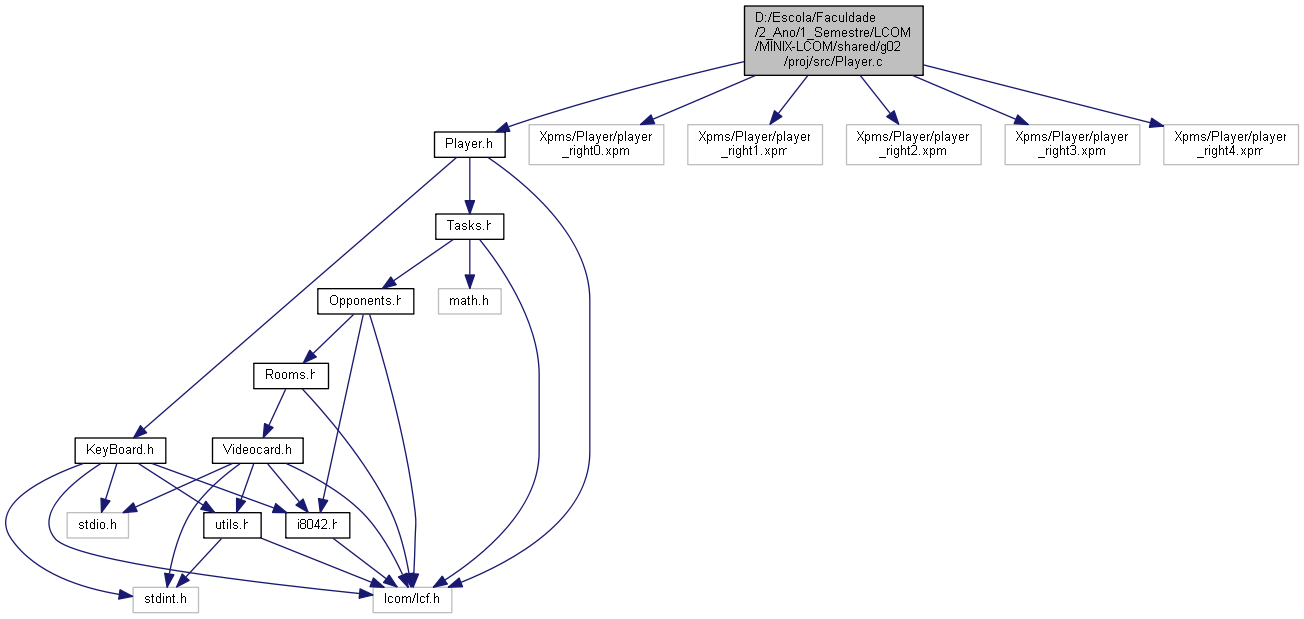 D:/Escola/Faculdade
/2_Ano/1_Semestre/LCOM
/MINIX-LCOM/shared/g02
/proj/src/Player.c
Player.h
Xpms/Player/player
_right0.xpm
Xpms/Player/player
_right1.xpm
Xpms/Player/player
_right2.xpm
Xpms/Player/player
_right3.xpm
Xpms/Player/player
_right4.xpm
Tasks.h
Opponents.h
math.h
Rooms.h
KeyBoard.h
Videocard.h
stdio.h
utils.h
i8042.h
stdint.h
lcom/lcf.h